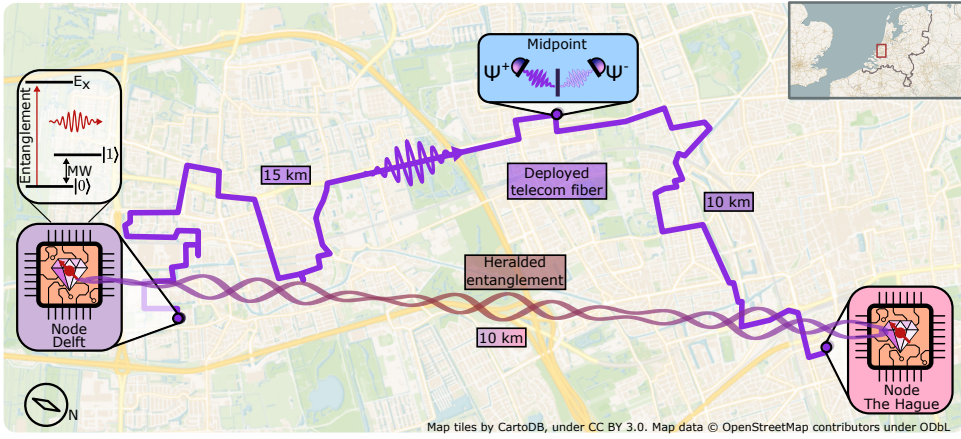 Midpoint
Ψ⁺ Ψ⁻
Eₓ
Entanglement
|1⟩
MW
|0⟩
15 km
Deployed
telecom fiber
10 km
Heralded
entanglement
10 km
Node
Delft
Node
The Hague
N
Map tiles by CartoDB, under CC BY 3.0. Map data © OpenStreetMap contributors under ODbL